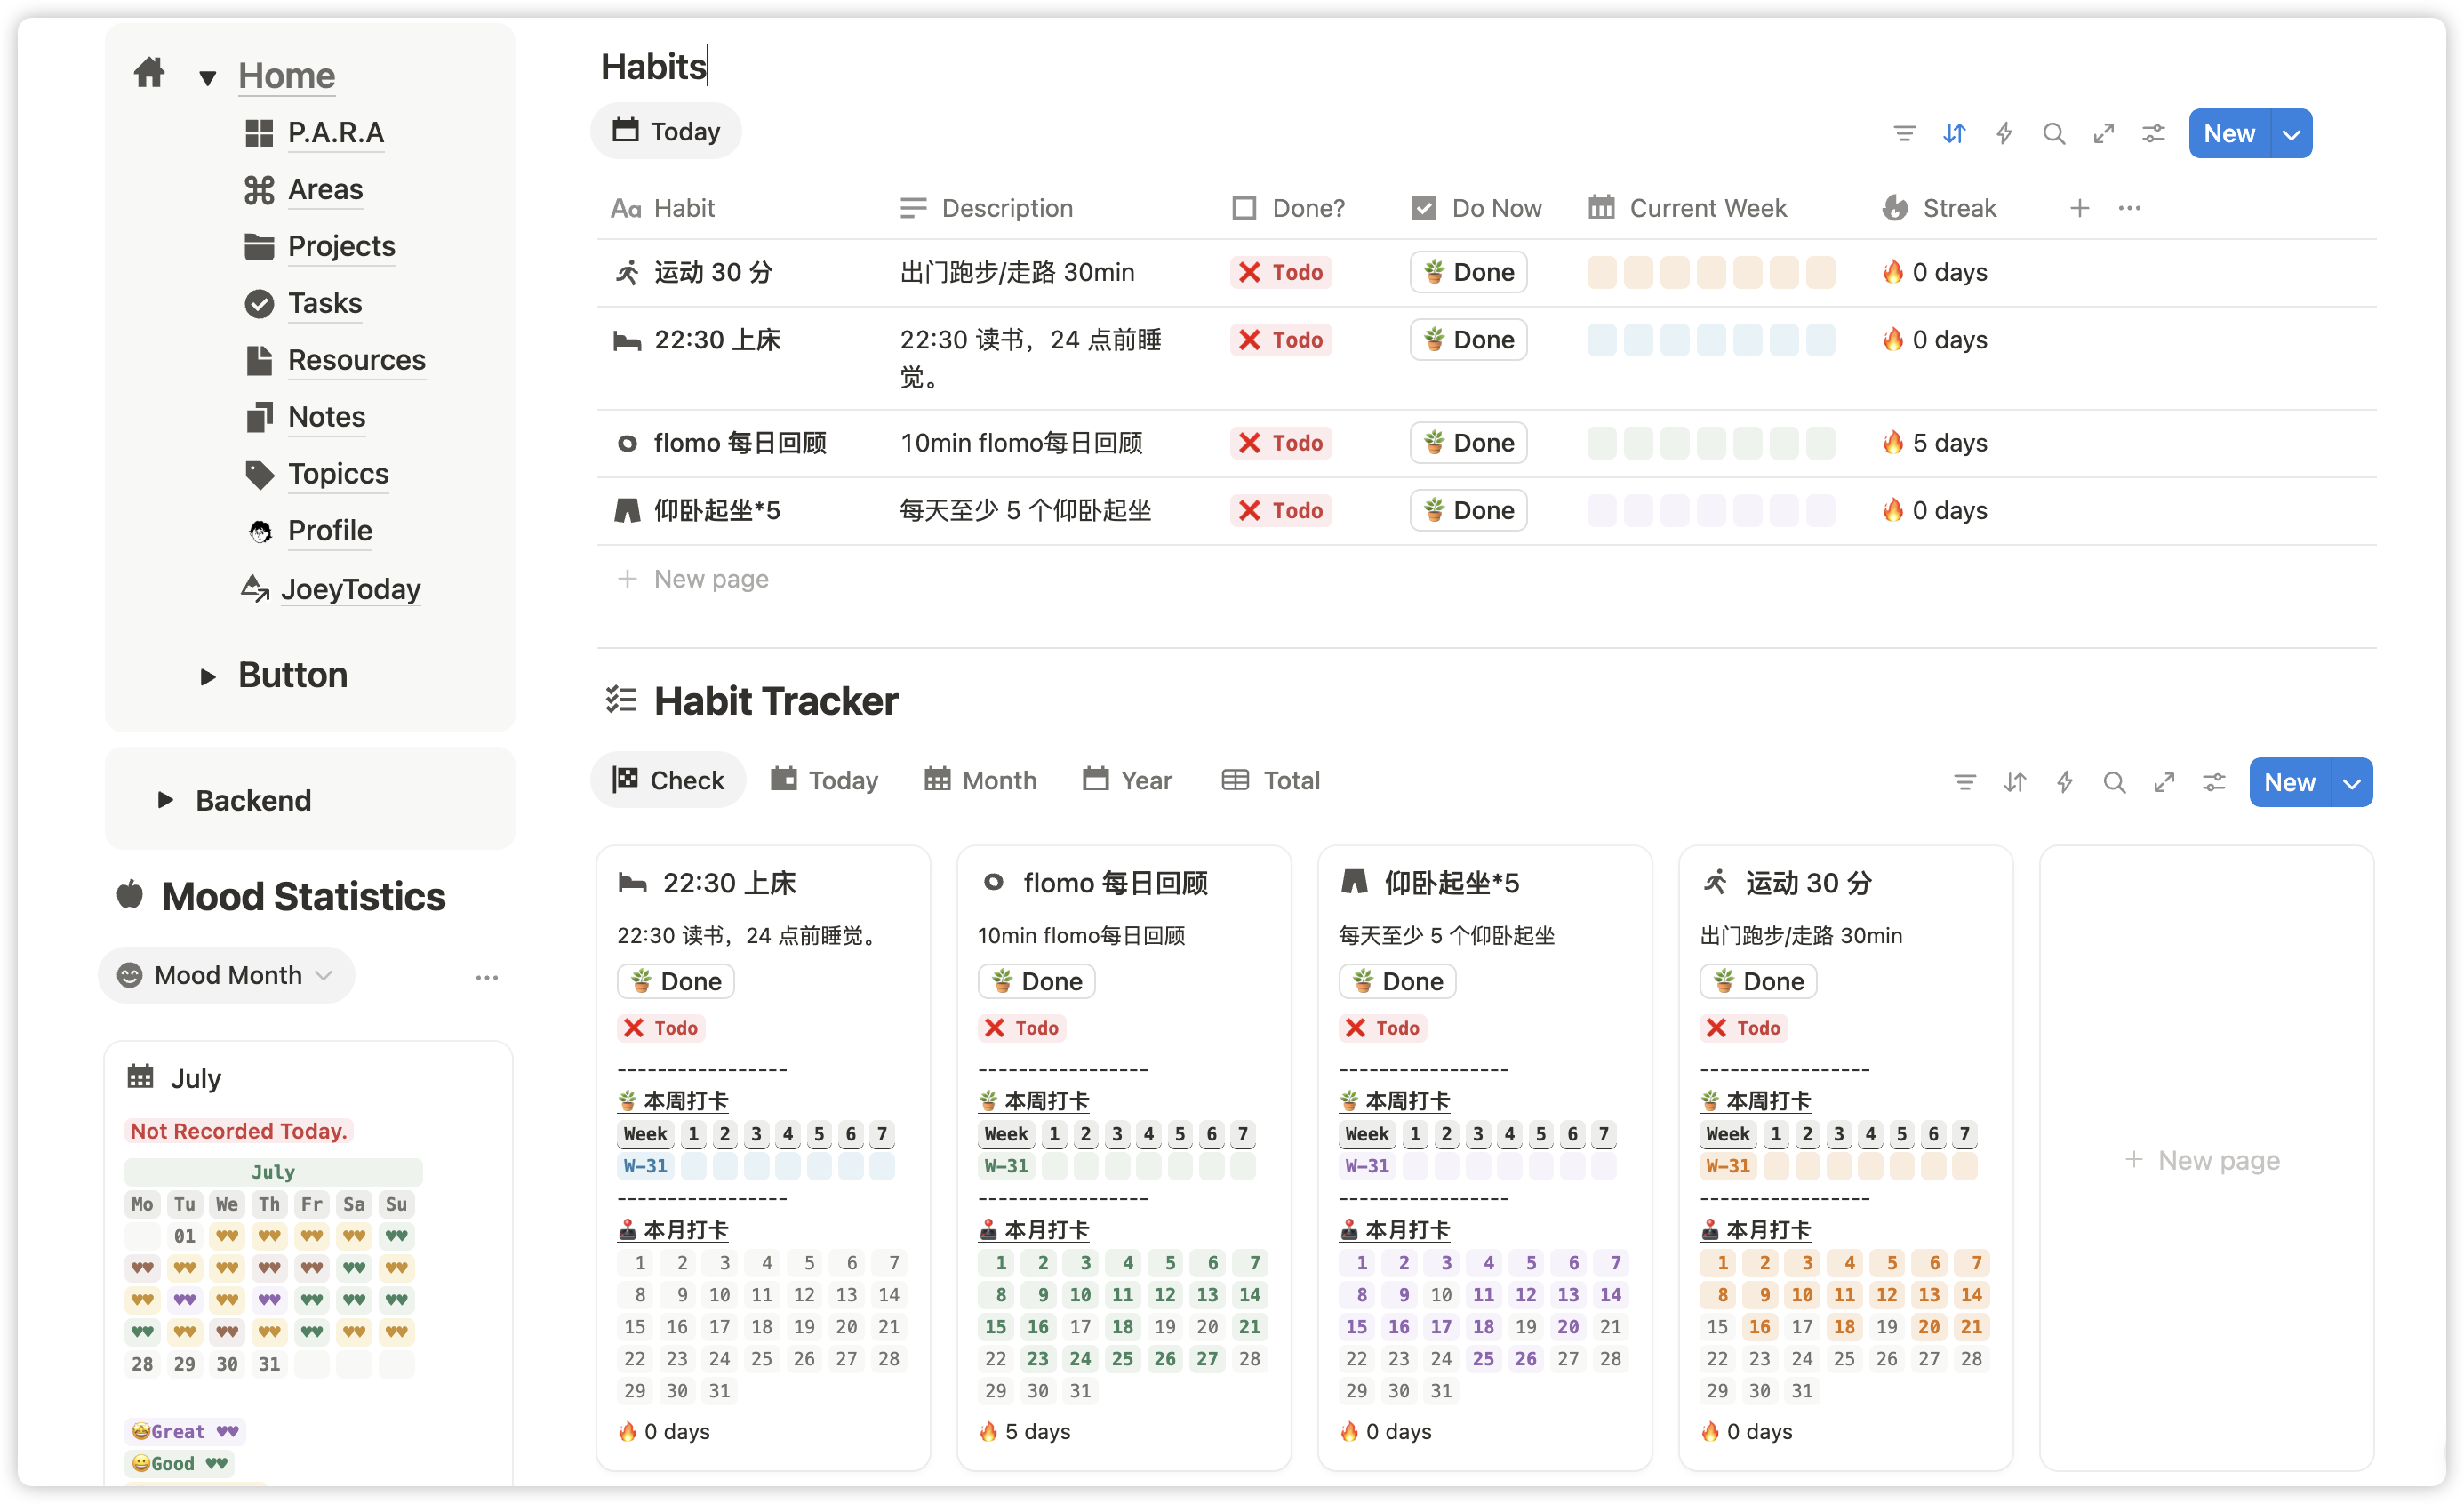 Home
P.A.R.A
Areas
Projects
Tasks
Resources
Notes
Topiccs
Profile
JoeyToday
Button
Backend
Mood Statistics
Mood Month
July
Not Recorded Today.
July
Mo Tu We Th Fr Sa Su
01 ♥♥ ♥♥ ♥♥ ♥♥ ♥♥
♥♥ ♥♥ ♥♥ ♥♥ ♥♥ ♥♥ ♥♥
♥♥ ♥♥ ♥♥ ♥♥ ♥♥ ♥♥ ♥♥
♥♥ ♥♥ ♥♥ ♥♥ ♥♥ ♥♥ ♥♥
28 29 30 31
🤩Great ♥♥
😀Good ♥♥
Habits
Today
New
Aa Habit Description Done? Do Now Current Week Streak
运动 30 分 出门跑步/走路 30min ❌ Todo 🪴 Done 🔥 0 days
22:30 上床 22:30 读书，24 点前睡 ❌ Todo 🪴 Done 🔥 0 days
觉。
flomo 每日回顾 10min flomo每日回顾 ❌ Todo 🪴 Done 🔥 5 days
仰卧起坐*5 每天至少 5 个仰卧起坐 ❌ Todo 🪴 Done 🔥 0 days
+ New page
Habit Tracker
Check Today Month Year Total
New
22:30 上床
22:30 读书，24 点前睡觉。
🪴 Done
❌ Todo
-----------------
🪴 本周打卡
Week 1 2 3 4 5 6 7
W-31
-----------------
🕹️ 本月打卡
1 2 3 4 5 6 7
8 9 10 11 12 13 14
15 16 17 18 19 20 21
22 23 24 25 26 27 28
29 30 31
🔥 0 days
flomo 每日回顾
10min flomo每日回顾
🪴 Done
❌ Todo
-----------------
🪴 本周打卡
Week 1 2 3 4 5 6 7
W-31
-----------------
🕹️ 本月打卡
1 2 3 4 5 6 7
8 9 10 11 12 13 14
15 16 17 18 19 20 21
22 23 24 25 26 27 28
29 30 31
🔥 5 days
仰卧起坐*5
每天至少 5 个仰卧起坐
🪴 Done
❌ Todo
-----------------
🪴 本周打卡
Week 1 2 3 4 5 6 7
W-31
-----------------
🕹️ 本月打卡
1 2 3 4 5 6 7
8 9 10 11 12 13 14
15 16 17 18 19 20 21
22 23 24 25 26 27 28
29 30 31
🔥 0 days
运动 30 分
出门跑步/走路 30min
🪴 Done
❌ Todo
-----------------
🪴 本周打卡
Week 1 2 3 4 5 6 7
W-31
-----------------
🕹️ 本月打卡
1 2 3 4 5 6 7
8 9 10 11 12 13 14
15 16 17 18 19 20 21
22 23 24 25 26 27 28
29 30 31
🔥 0 days
+ New page